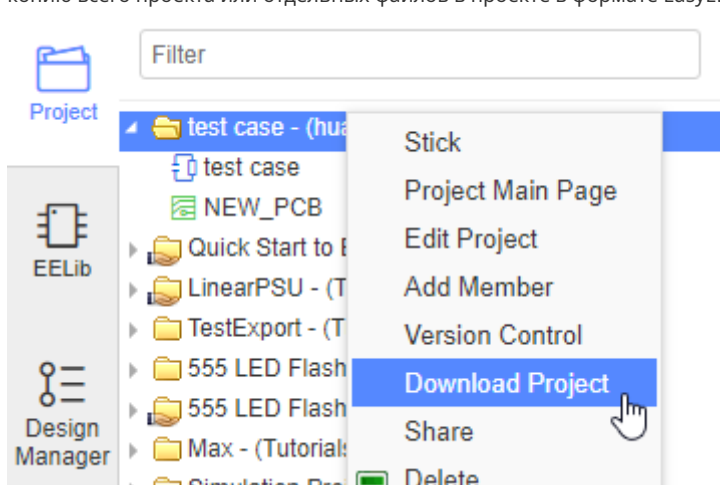 Filter
Project
test case - (hua
test case
NEW_PCB
EELib
Quick Start to
LinearPSU - (T
TestExport - (T
555 LED Flash
555 LED Flash
Design
Manager
Max - (Tutorials
Stick
Project Main Page
Edit Project
Add Member
Version Control
Download Project
Share
Delete